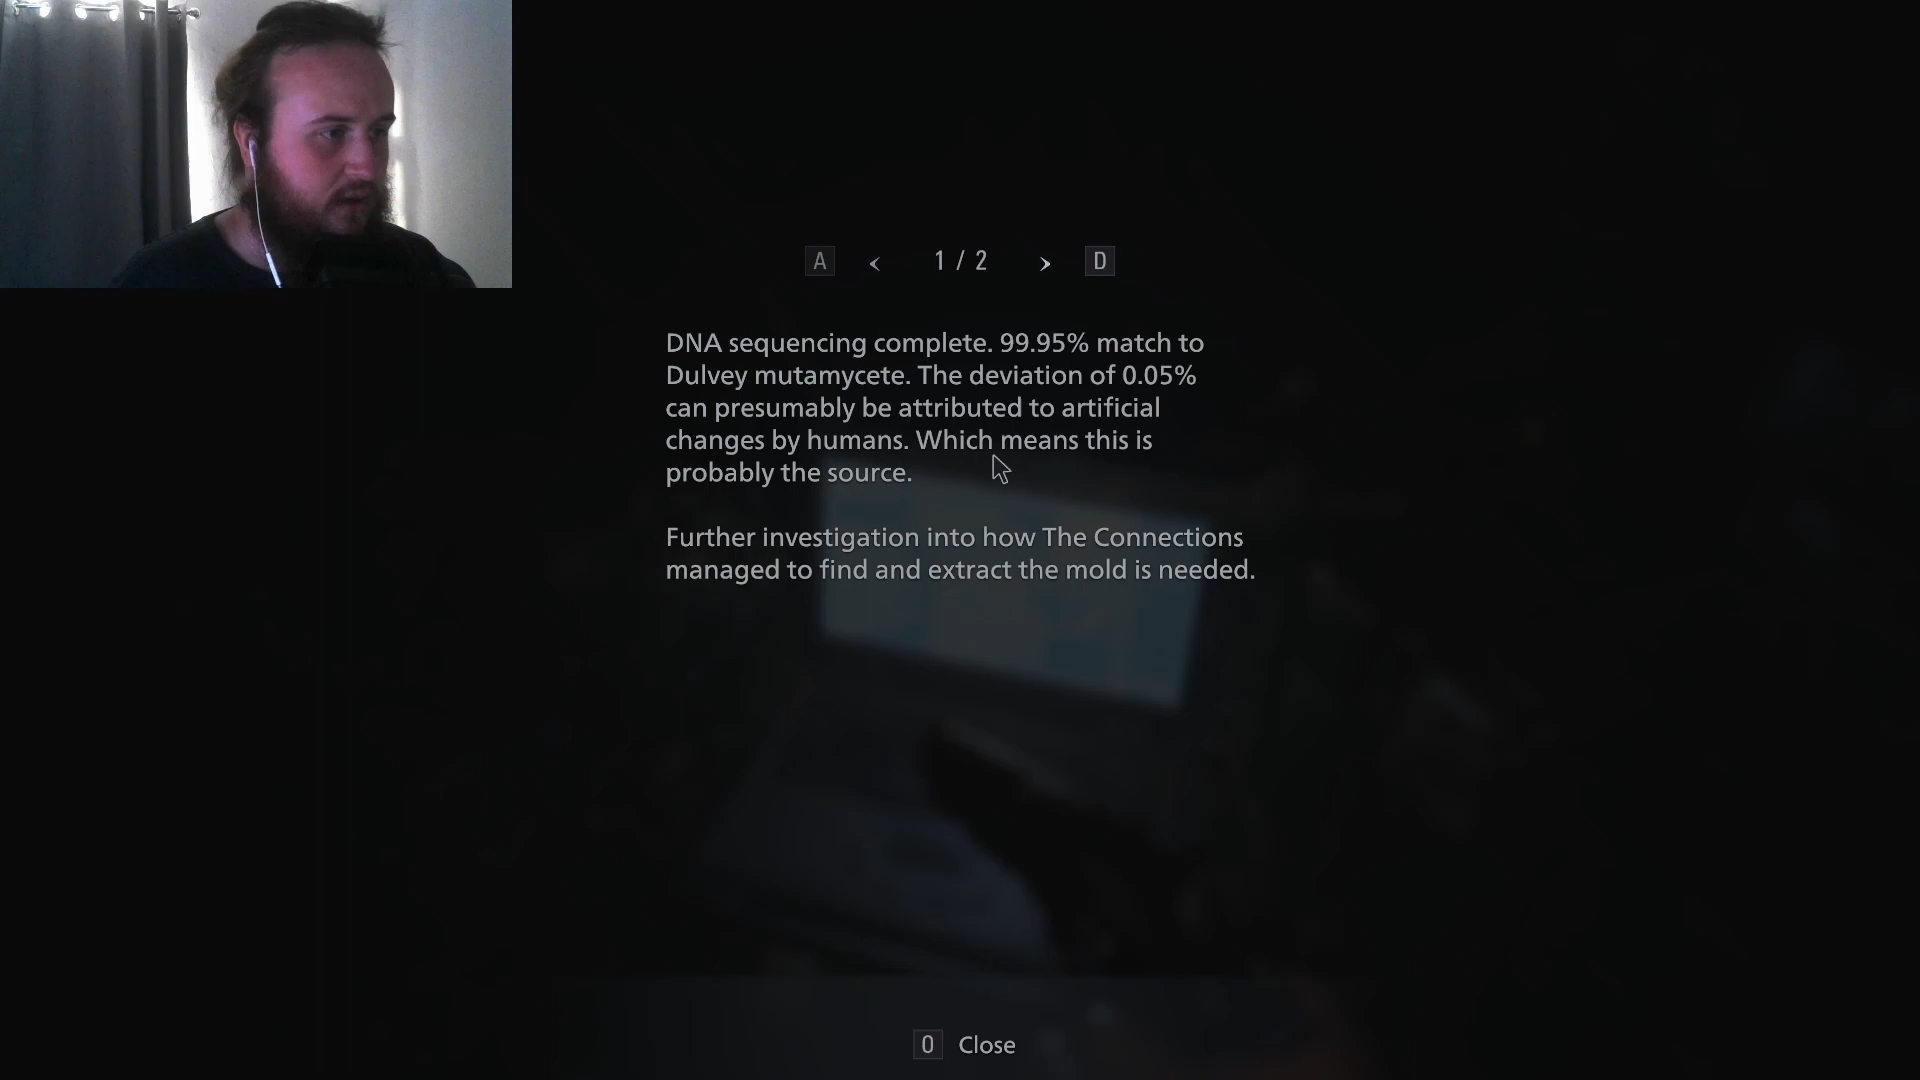 A < 1 / 2 > D
DNA sequencing complete. 99.95% match to
Dulvey mutamycete. The deviation of 0.05%
can presumably be attributed to artificial
changes by humans. Which means this is
probably the source.
Further investigation into how The Connections
managed to find and extract the mold is needed.
0 Close